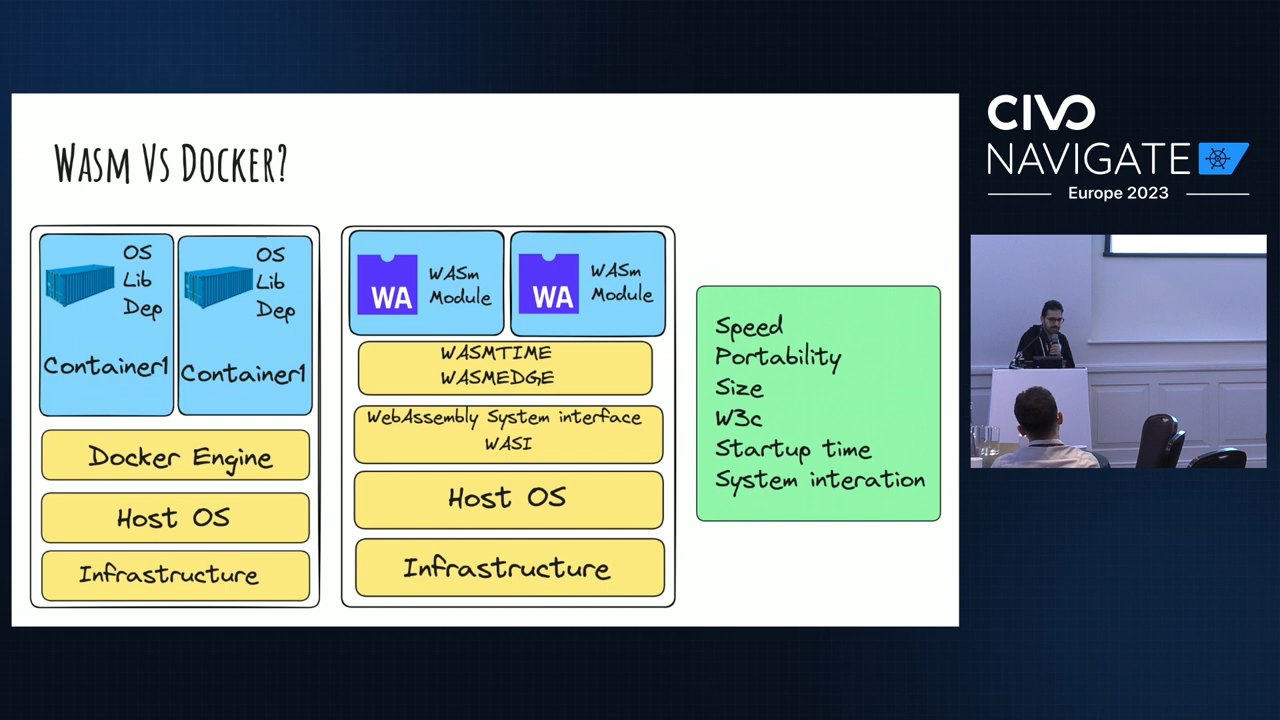 WASM VS DOCKER?
OS
Lib
Dep
Container1
OS
Lib
Dep
Container1
Docker Engine
Host OS
Infrastructure
WA
WASm
Module
WA
WASm
Module
WASMTIME
WASMEDGE
WebAssembly System interface
WASI
Host OS
Infrastructure
Speed
Portability
Size
W3c
Startup time
System interation
CIVO
NAVIGATE
Europe 2023